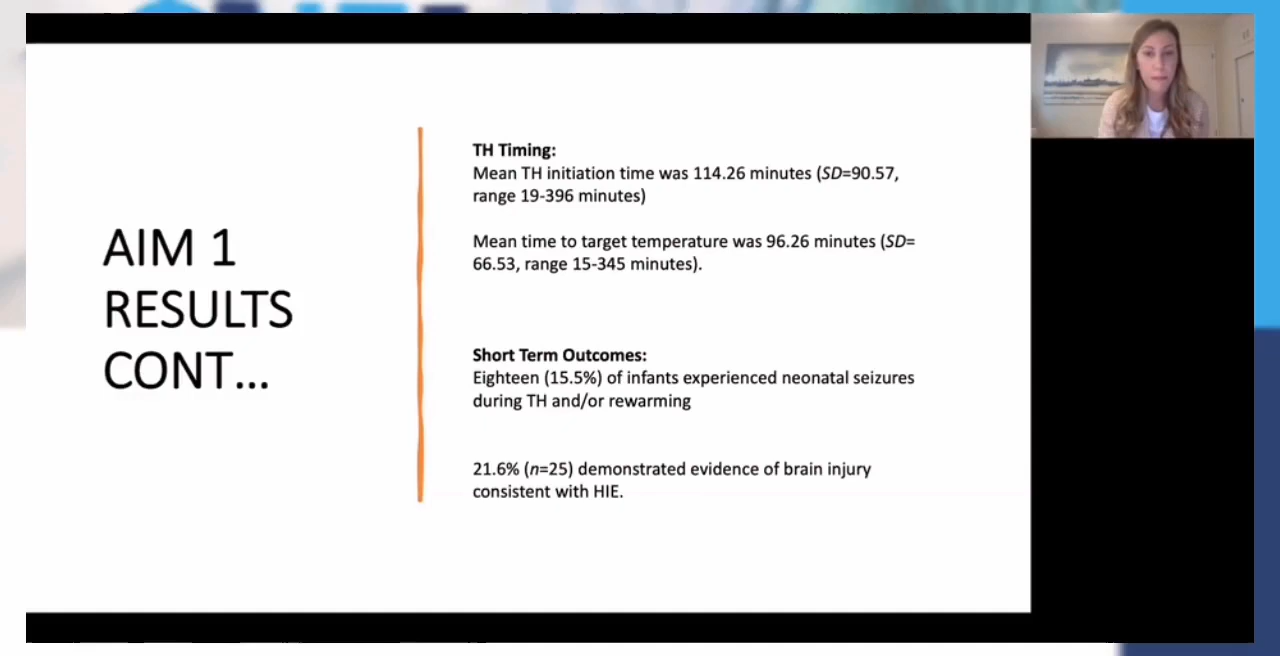 AIM 1
RESULTS
CONT...
TH Timing:
Mean TH initiation time was 114.26 minutes (SD=90.57,
range 19-396 minutes)
Mean time to target temperature was 96.26 minutes (SD=
66.53, range 15-345 minutes).
Short Term Outcomes:
Eighteen (15.5%) of infants experienced neonatal seizures
during TH and/or rewarming
21.6% (n=25) demonstrated evidence of brain injury
consistent with HIE.